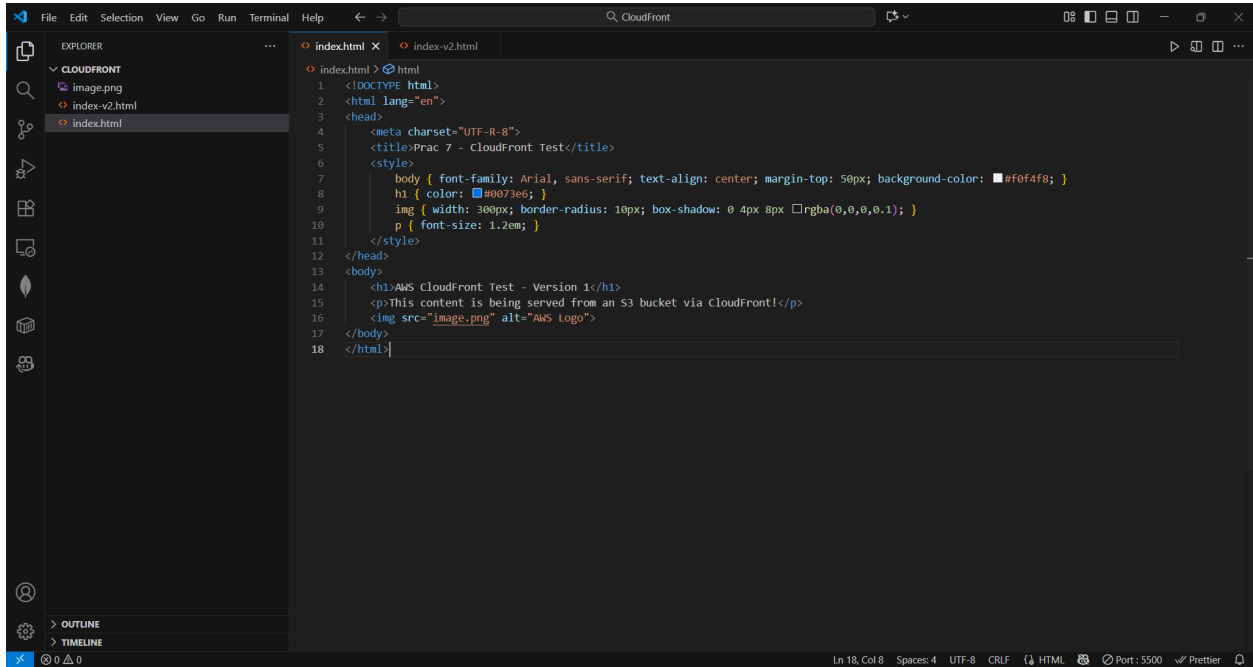 File Edit Selection View Go Run Terminal Help
CloudFront
EXPLORER
CLOUDFRONT
image.png
index-v2.html
index.html
index.html
index-v2.html
index.html > html
1 <!DOCTYPE html>
2 <html lang="en">
3 <head>
4 <meta charset="UTF-R-8">
5 <title>Prac 7 - CloudFront Test</title>
6 <style>
7 body { font-family: Arial, sans-serif; text-align: center; margin-top: 50px; background-color: #f0f4f8; }
8 h1 { color: #0073e6; }
9 img { width: 300px; border-radius: 10px; box-shadow: 0 4px 8px rgba(0,0,0,0.1); }
10 p { font-size: 1.2em; }
11 </style>
12 </head>
13 <body>
14 <h1>AWS CloudFront Test - Version 1</h1>
15 <p>This content is being served from an S3 bucket via CloudFront!</p>
16 <img src="image.png" alt="AWS Logo">
17 </body>
18 </html>
OUTLINE
TIMELINE
0 0 Ln 18, Col 8 Spaces: 4 UTF-8 CRLF HTML Port : 5500 Prettier